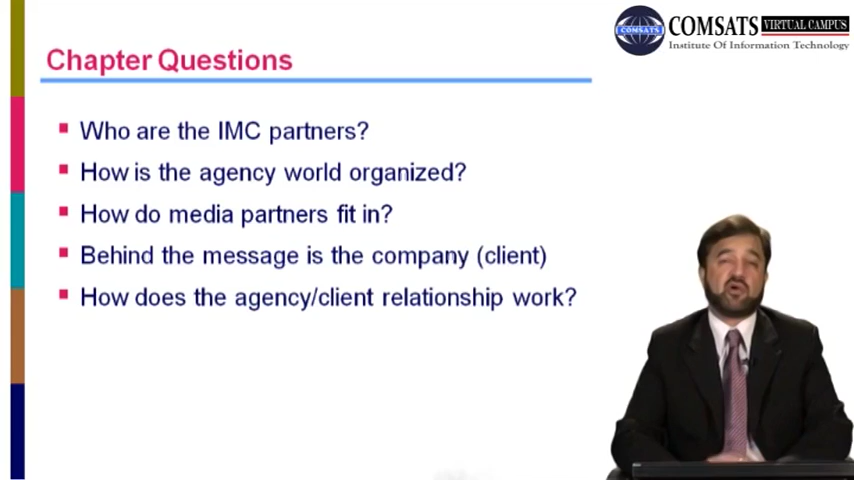 COMSATS VIRTUAL CAMPUS
Institute Of Information Technology
COMSATS
Chapter Questions
Who are the IMC partners?
How is the agency world organized?
How do media partners fit in?
Behind the message is the company (client)
How does the agency/client relationship work?